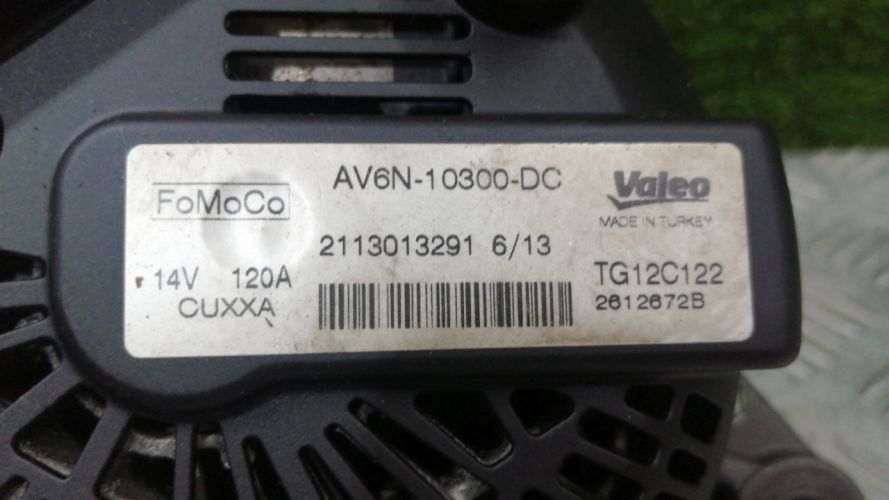 FoMoCo
AV6N-10300-DC
Valeo
MADE IN TURKEY
2113013291 6/13
14V 120A
CUXXA
TG12C122
2612672B